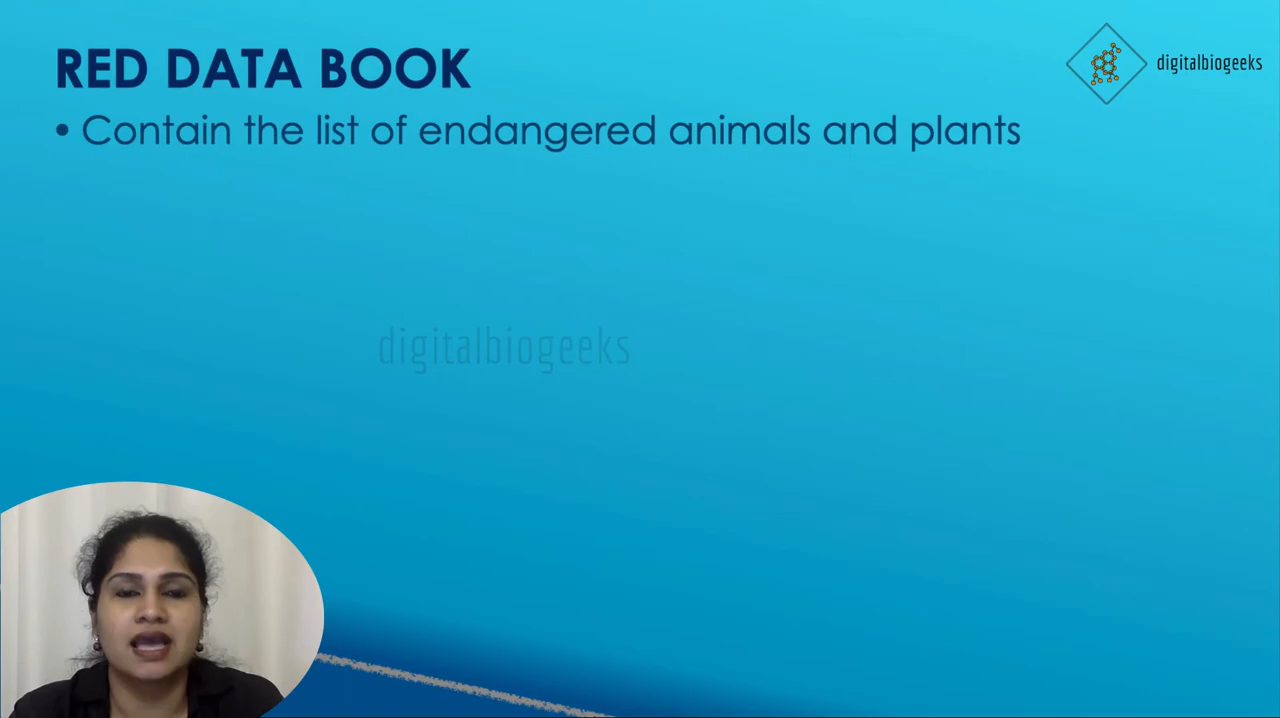 RED DATA BOOK
digitalbiogeeks
• Contain the list of endangered animals and plants
digitalbiogeeks